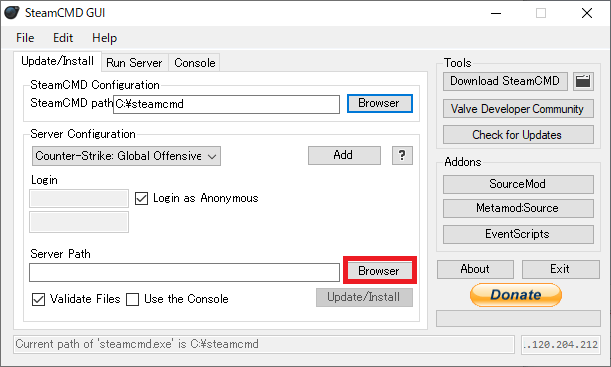 SteamCMD GUI
File Edit Help
Update/Install Run Server Console
SteamCMD Configuration
SteamCMD path C:¥steamcmd Browser
Server Configuration
Counter-Strike: Global Offensive Add ?
Login
Login as Anonymous
Server Path
Browser
Validate Files Use the Console Update/Install
Tools
Download SteamCMD
Valve Developer Community
Check for Updates
Addons
SourceMod
Metamod:Source
EventScripts
About Exit
Donate
Current path of 'steamcmd.exe' is C:¥steamcmd
.120.204.212